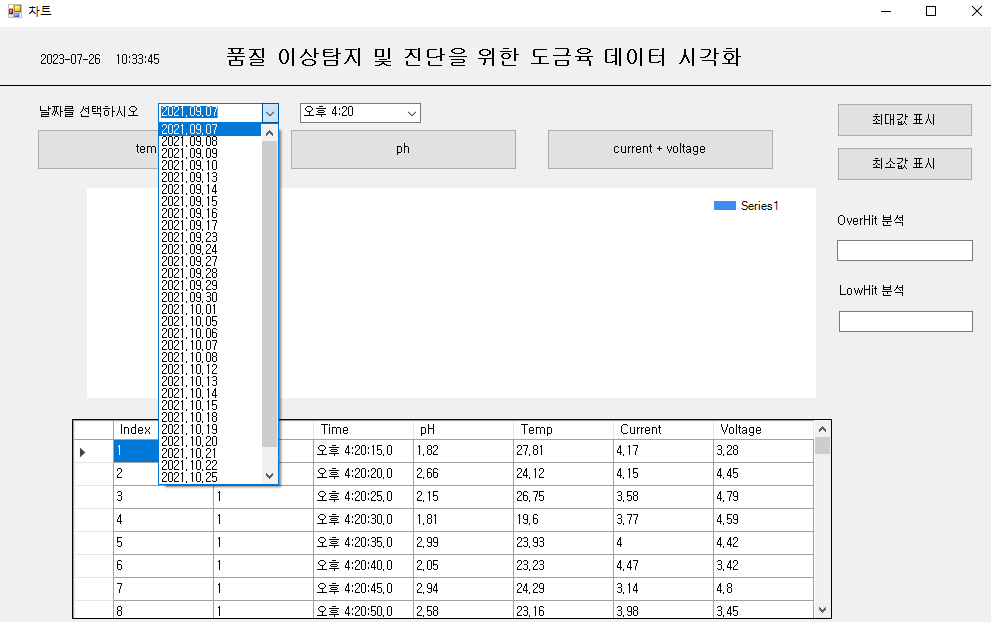 차트
2023-07-26 10:33:45 품질 이상탐지 및 진단을 위한 도금욕 데이터 시각화
날짜를 선택하시오 2021.09.07 오후 4:20
최대값 표시
tem ph current + voltage
최소값 표시
2021.09.07
2021.09.08
2021.09.09
2021.09.10
2021.09.13
2021.09.14
2021.09.15
2021.09.16
2021.09.17
2021.09.23
2021.09.24
2021.09.27
2021.09.28
2021.09.29
2021.09.30
2021.10.01
2021.10.05
2021.10.06
2021.10.07
2021.10.08
2021.10.12
2021.10.13
2021.10.14
2021.10.15
2021.10.18
2021.10.19
2021.10.20
2021.10.21
2021.10.22
2021.10.25
Series1
OverHit 분석
LowHit 분석
Index Time pH Temp Current Voltage
1 오후 4:20:15.0 1.82 27.81 4.17 3.28
2 오후 4:20:20.0 2.66 24.12 4.15 4.45
3 1 오후 4:20:25.0 2.15 26.75 3.58 4.79
4 1 오후 4:20:30.0 1.81 19.6 3.77 4.59
5 1 오후 4:20:35.0 2.99 23.93 4 4.42
6 1 오후 4:20:40.0 2.05 23.23 4.47 3.42
7 1 오후 4:20:45.0 2.94 24.29 3.14 4.8
8 1 오후 4:20:50.0 2.58 23.16 3.98 3.45